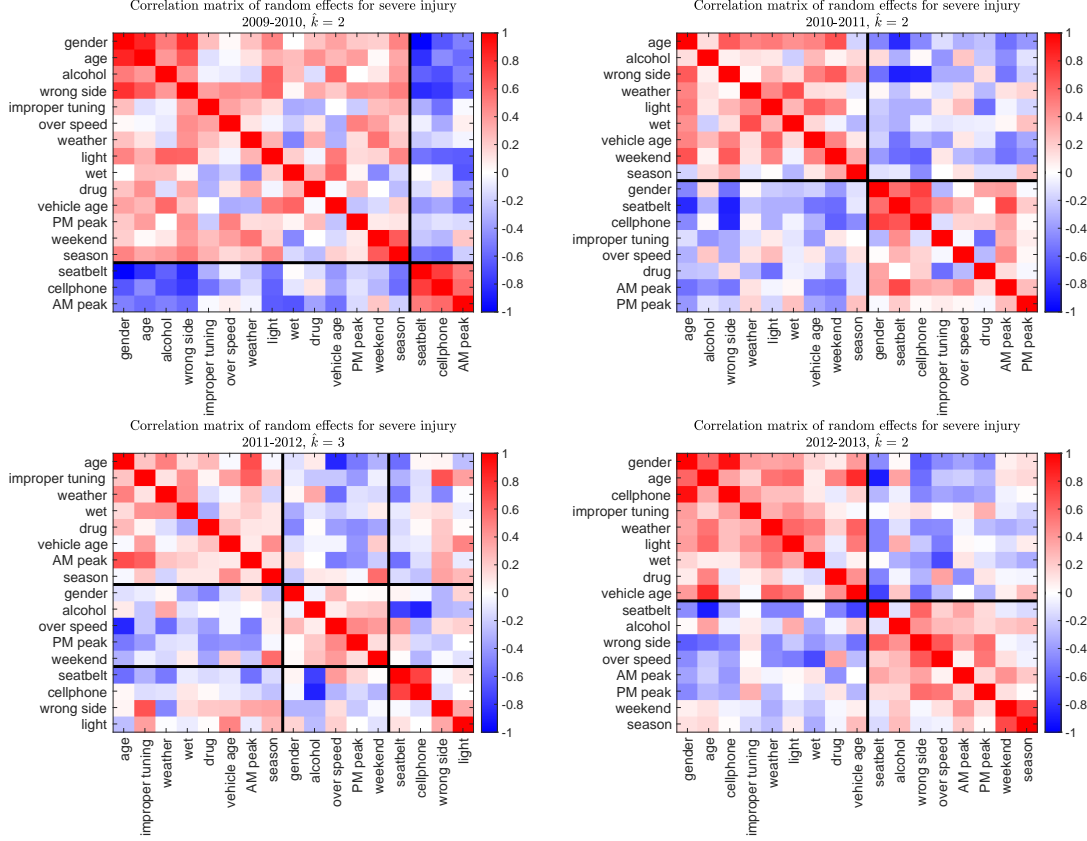 Correlation matrix of random effects for severe injury
2009-2010, k̂ = 2
gender
age
alcohol
wrong side
improper tuning
over speed
weather
light
wet
drug
vehicle age
PM peak
weekend
season
seatbelt
cellphone
AM peak
gender
age
alcohol
wrong side
improper tuning
over speed
weather
light
wet
drug
vehicle age
PM peak
weekend
season
seatbelt
cellphone
AM peak
1
0.8
0.6
0.4
0.2
0
-0.2
-0.4
-0.6
-0.8
-1
Correlation matrix of random effects for severe injury
2010-2011, k̂ = 2
age
alcohol
wrong side
weather
light
wet
vehicle age
weekend
season
gender
seatbelt
cellphone
improper tuning
over speed
drug
AM peak
PM peak
age
alcohol
wrong side
weather
light
wet
vehicle age
weekend
season
gender
seatbelt
cellphone
improper tuning
over speed
drug
AM peak
PM peak
1
0.8
0.6
0.4
0.2
0
-0.2
-0.4
-0.6
-0.8
-1
Correlation matrix of random effects for severe injury
2011-2012, k̂ = 3
age
improper tuning
weather
wet
drug
vehicle age
AM peak
season
gender
alcohol
over speed
PM peak
weekend
seatbelt
cellphone
wrong side
light
age
improper tuning
weather
wet
drug
vehicle age
AM peak
season
gender
alcohol
over speed
PM peak
weekend
seatbelt
cellphone
wrong side
light
1
0.8
0.6
0.4
0.2
0
-0.2
-0.4
-0.6
-0.8
-1
Correlation matrix of random effects for severe injury
2012-2013, k̂ = 2
gender
age
cellphone
improper tuning
weather
light
wet
drug
vehicle age
seatbelt
alcohol
wrong side
over speed
AM peak
PM peak
weekend
season
gender
age
cellphone
improper tuning
weather
light
wet
drug
vehicle age
seatbelt
alcohol
wrong side
over speed
AM peak
PM peak
weekend
season
1
0.8
0.6
0.4
0.2
0
-0.2
-0.4
-0.6
-0.8
-1